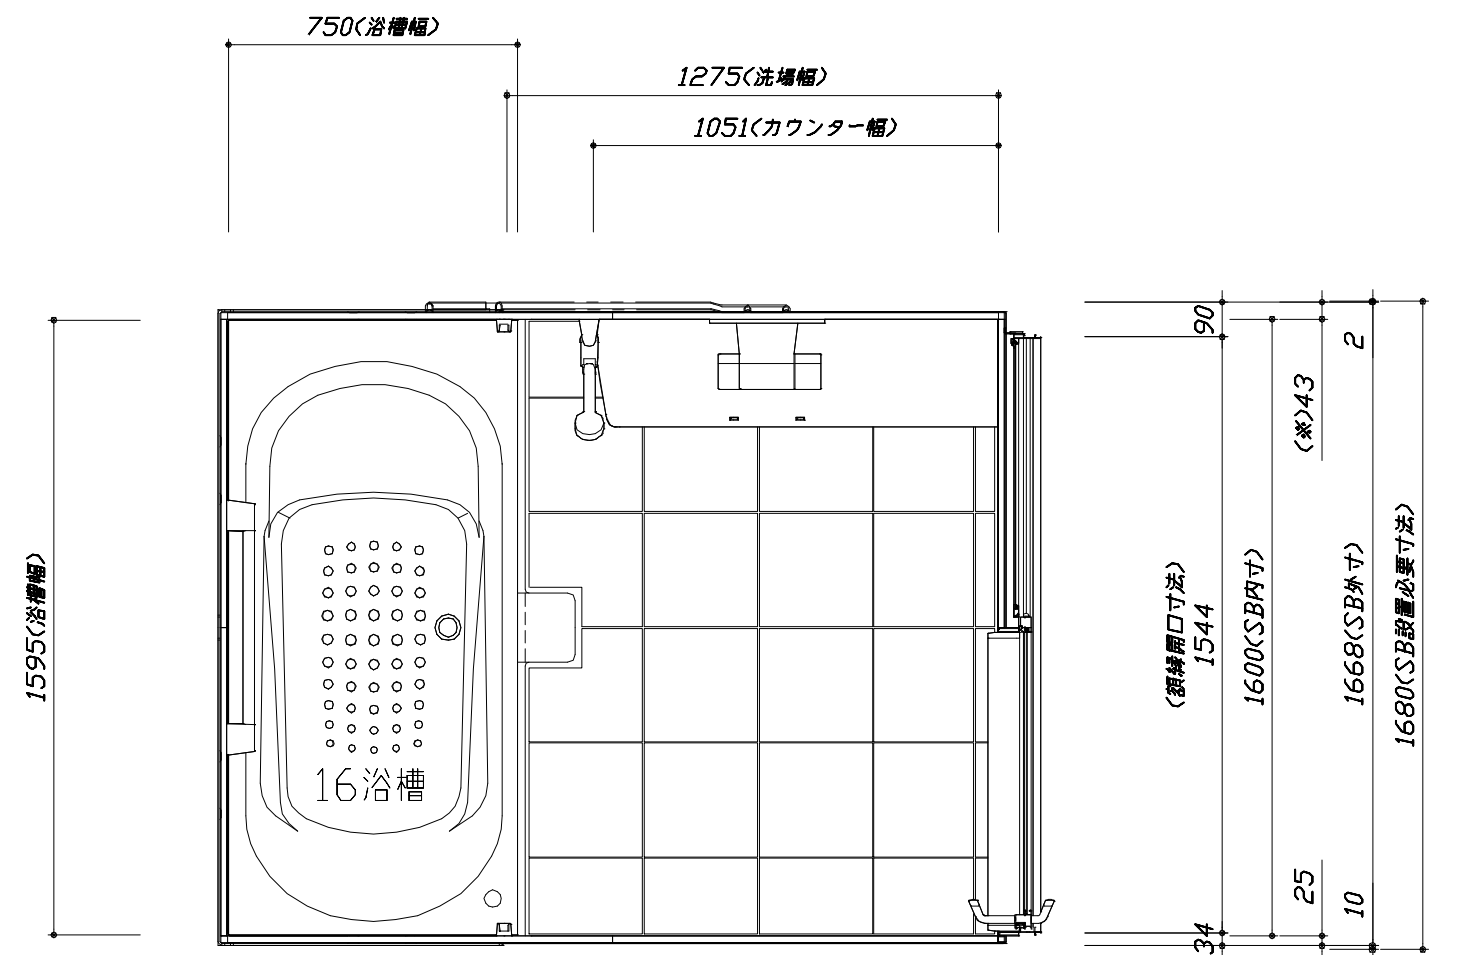 750(浴槽幅)
1275(洗場幅)
1051(カウンター幅)
90
2
(※)43
1595(浴槽幅)
(額縁開口寸法)
1544
1600(SB内寸)
1668(SB外寸)
1680(SB設置必要寸法)
16浴槽
25
10
34